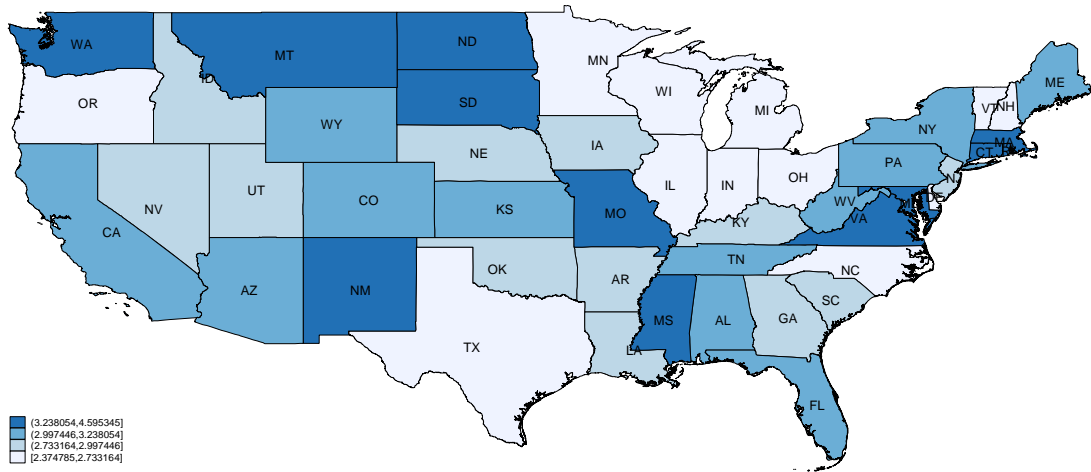 WA
MT
ND
MN
ID
OR
SD
WI
MI
VT
NH
ME
WY
NY
MA
CT
IA
NE
PA
NV
UT
CO
KS
MO
IL
IN
OH
WV
VA
KY
CA
AZ
NM
OK
AR
TN
NC
SC
MS
AL
GA
TX
LA
FL
(3.238054,4.595345]
(2.997446,3.238054]
(2.733164,2.997446]
[2.374785,2.733164]